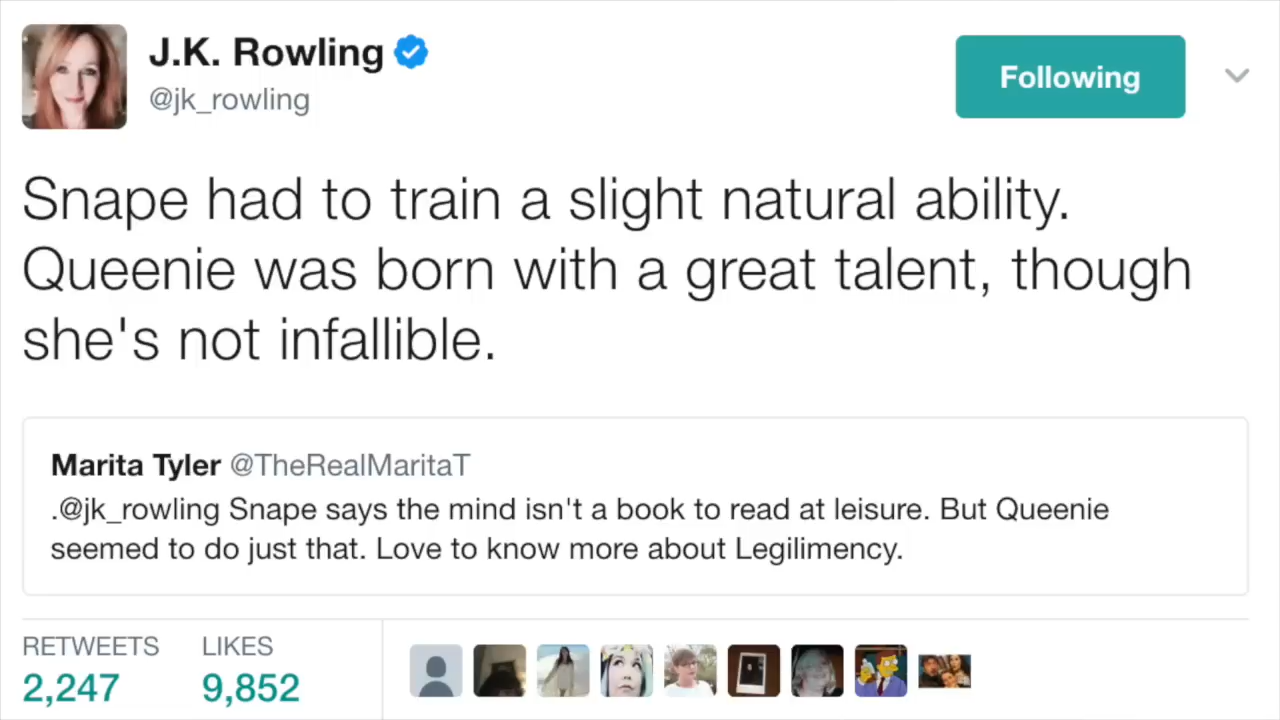 J.K. Rowling
@jk_rowling
Following
Snape had to train a slight natural ability.
Queenie was born with a great talent, though
she's not infallible.
Marita Tyler @TheRealMaritaT
.@jk_rowling Snape says the mind isn't a book to read at leisure. But Queenie
seemed to do just that. Love to know more about Legilimency.
RETWEETS LIKES
2,247 9,852